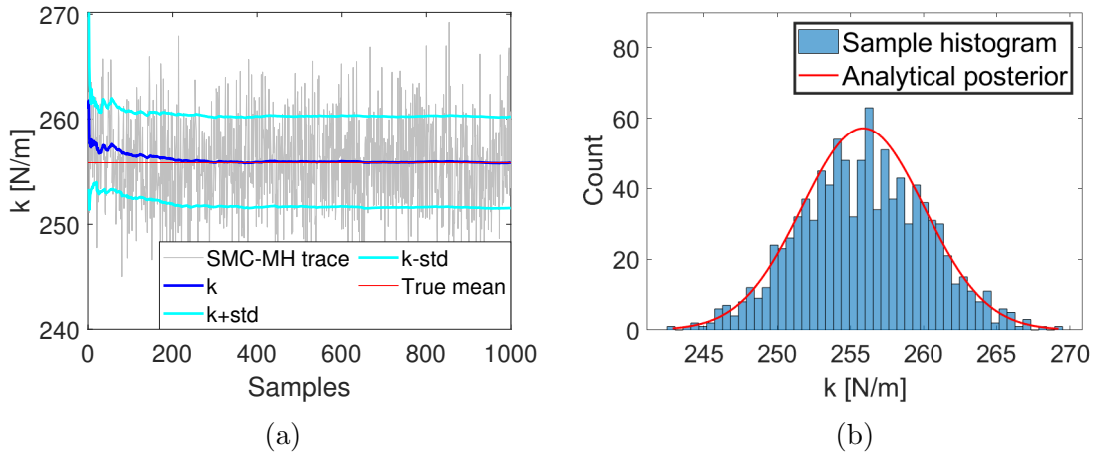 270
260
250
240
k [N/m]
SMC-MH trace
k
k+std
k-std
True mean
0 200 400 600 800 1000
Samples
(a)
80
60
40
20
0
Count
Sample histogram
Analytical posterior
245 250 255 260 265 270
k [N/m]
(b)